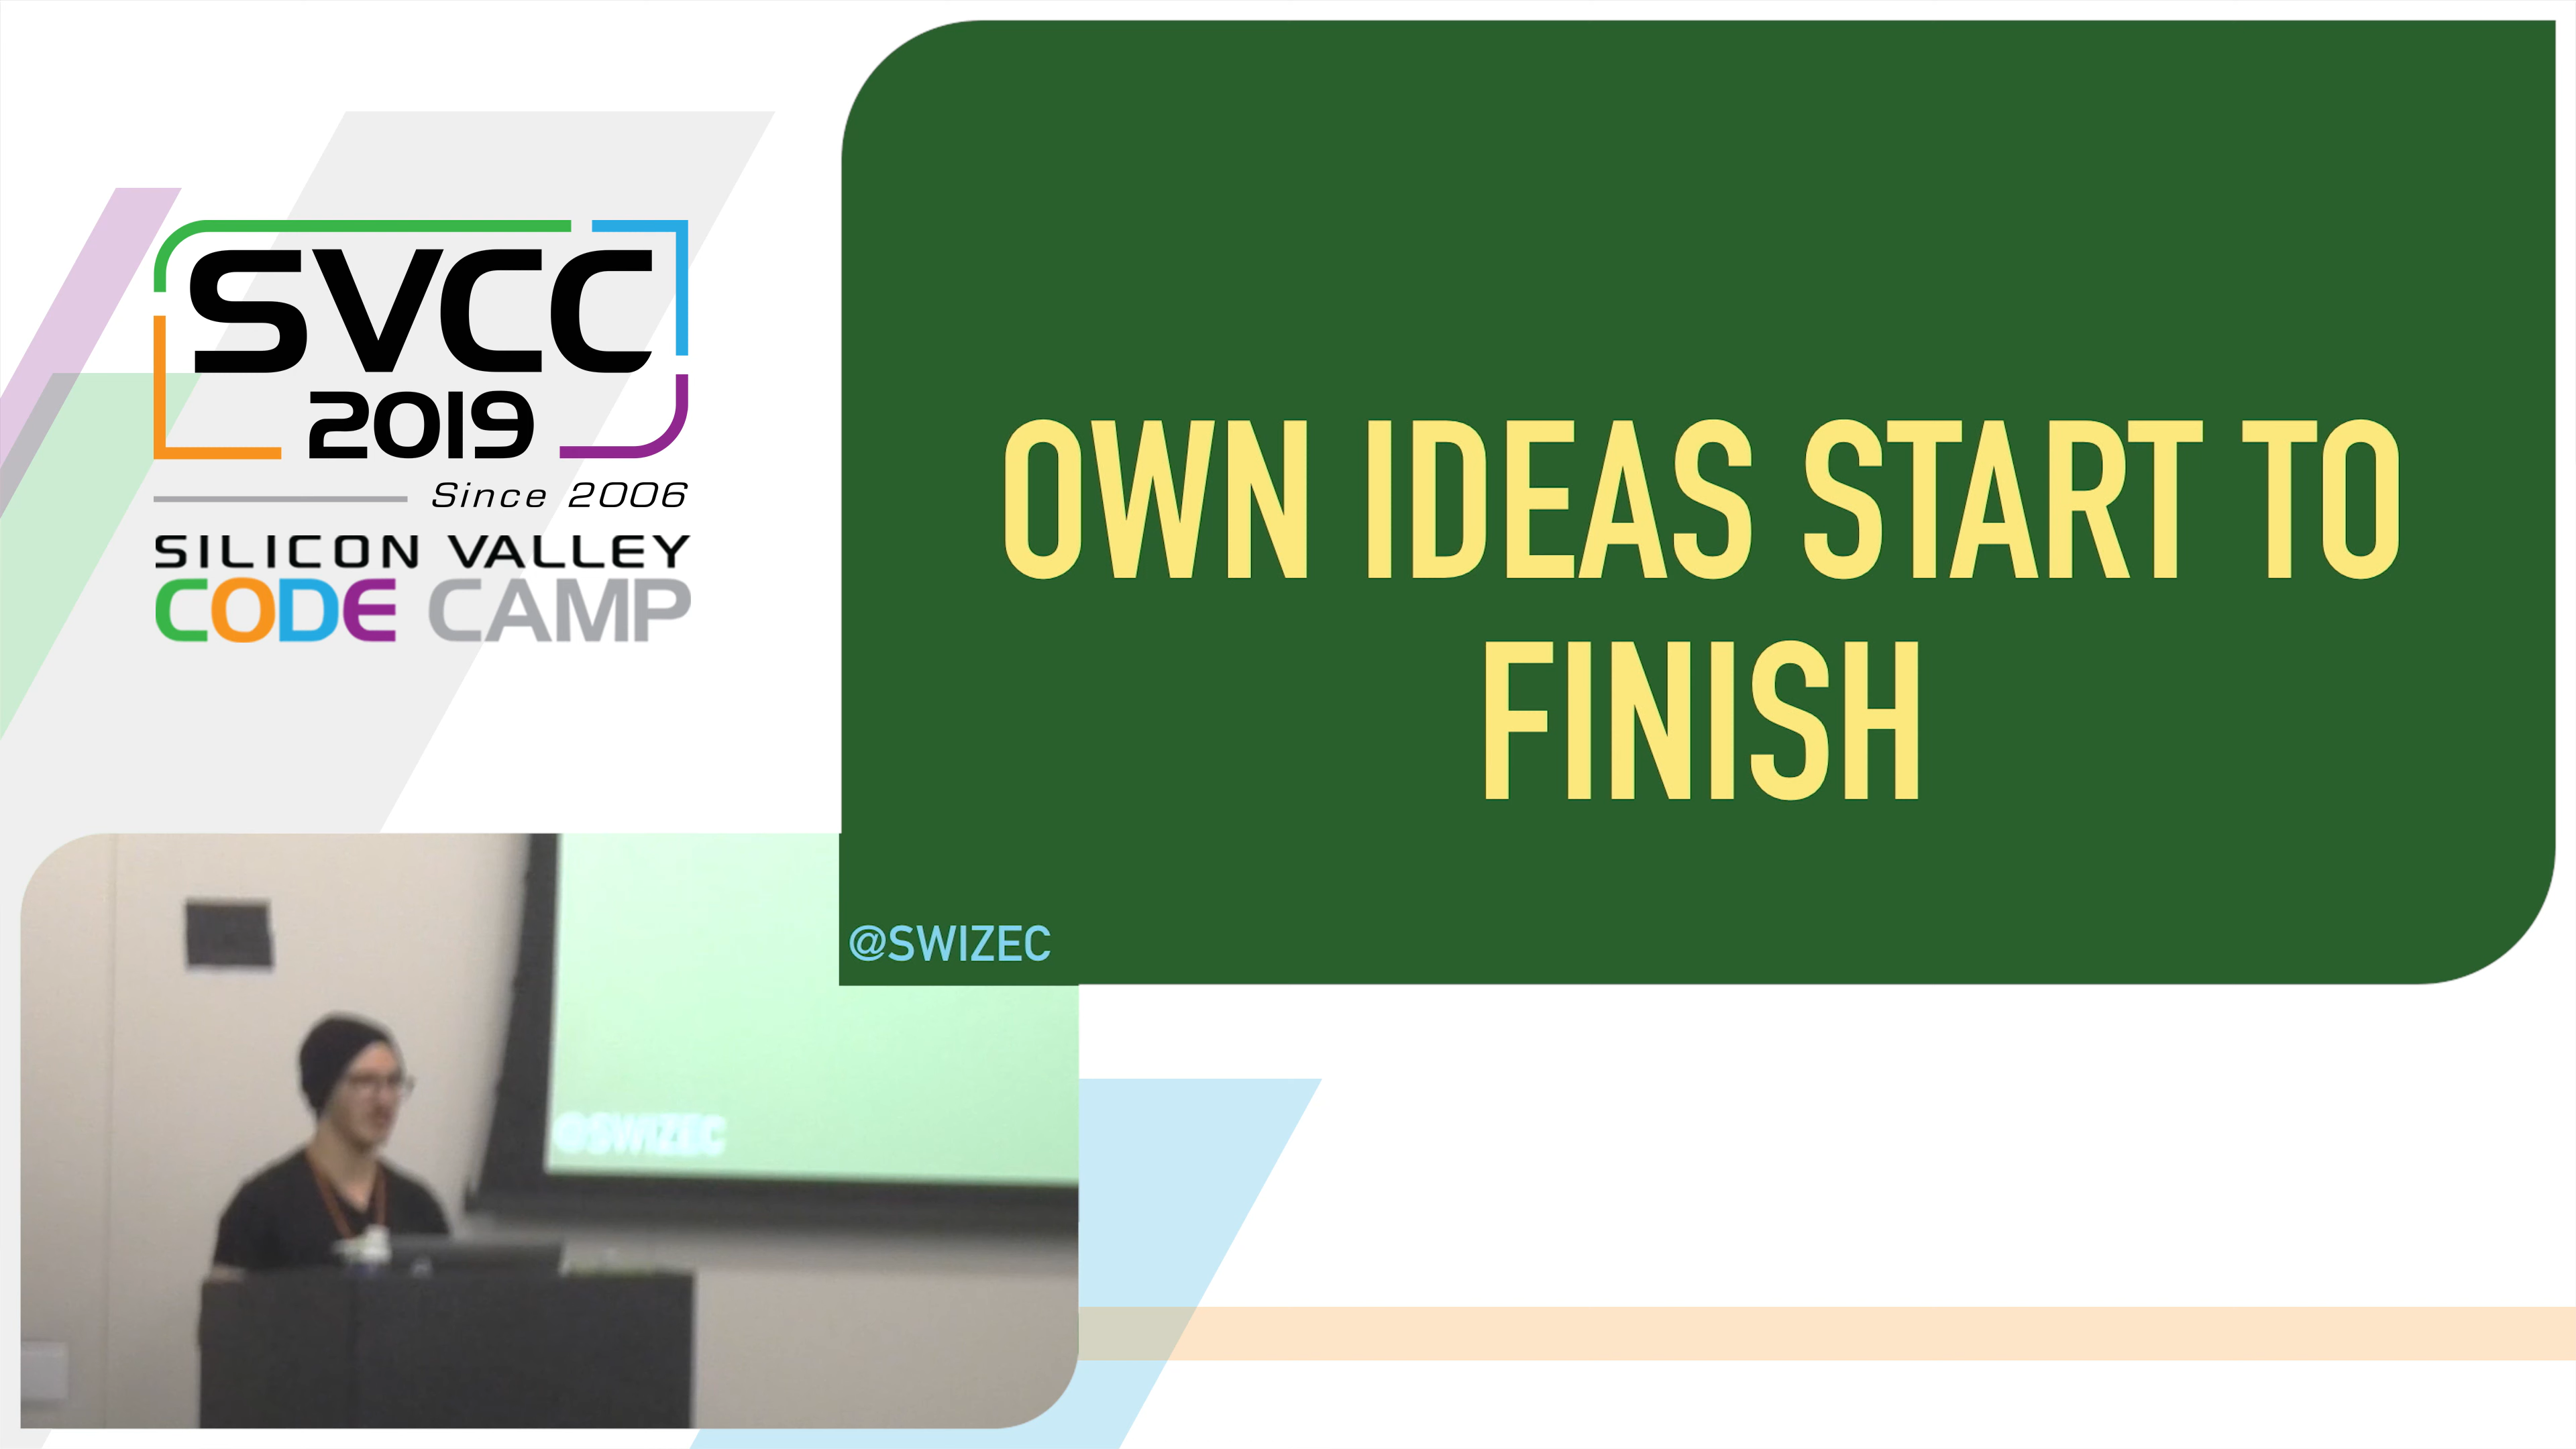 SVCC
2019
Since 2006
SILICON VALLEY
CODE CAMP
OWN IDEAS START TO
FINISH
@SWIZEC
@SWIZEC